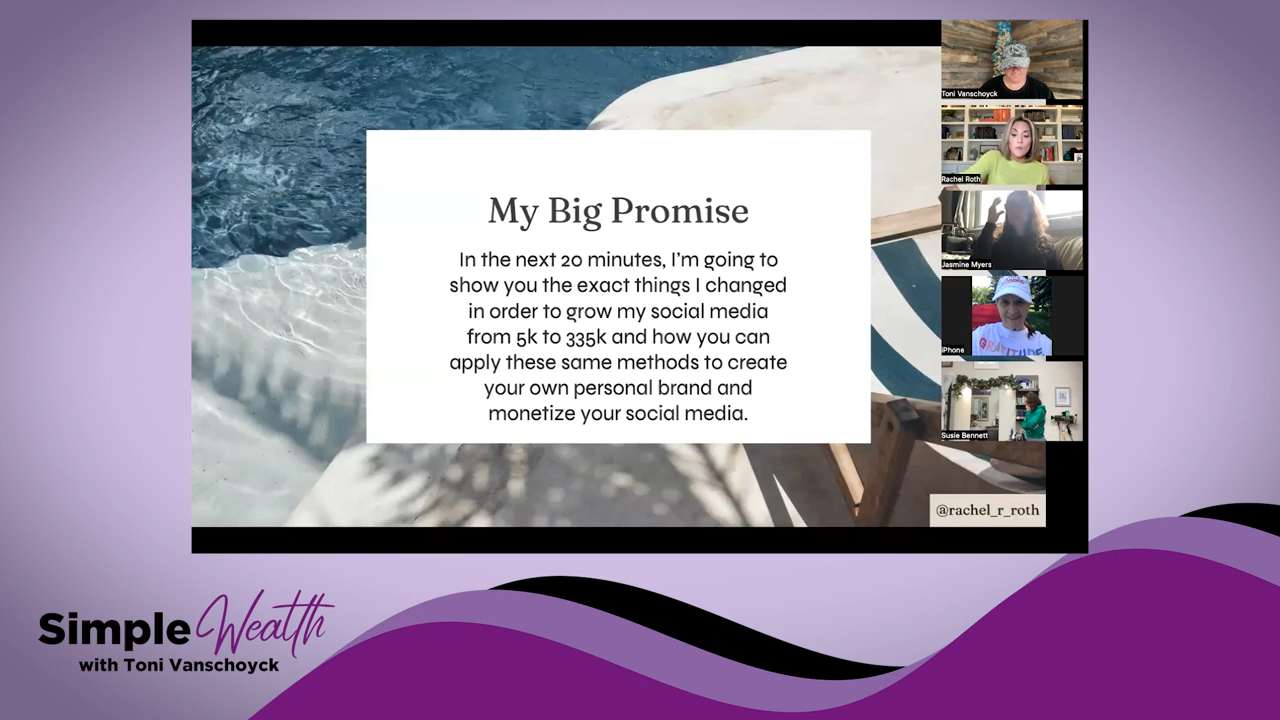 My Big Promise
In the next 20 minutes, I'm going to
show you the exact things I changed
in order to grow my social media
from 5k to 335k and how you can
apply these same methods to create
your own personal brand and
monetize your social media.
@rachel_r_roth
Toni Vanschoyck
Rachel Roth
Jasmine Myers
iPhone
GRATITUDE
Susie Bennett
Simple Wealth
with Toni Vanschoyck